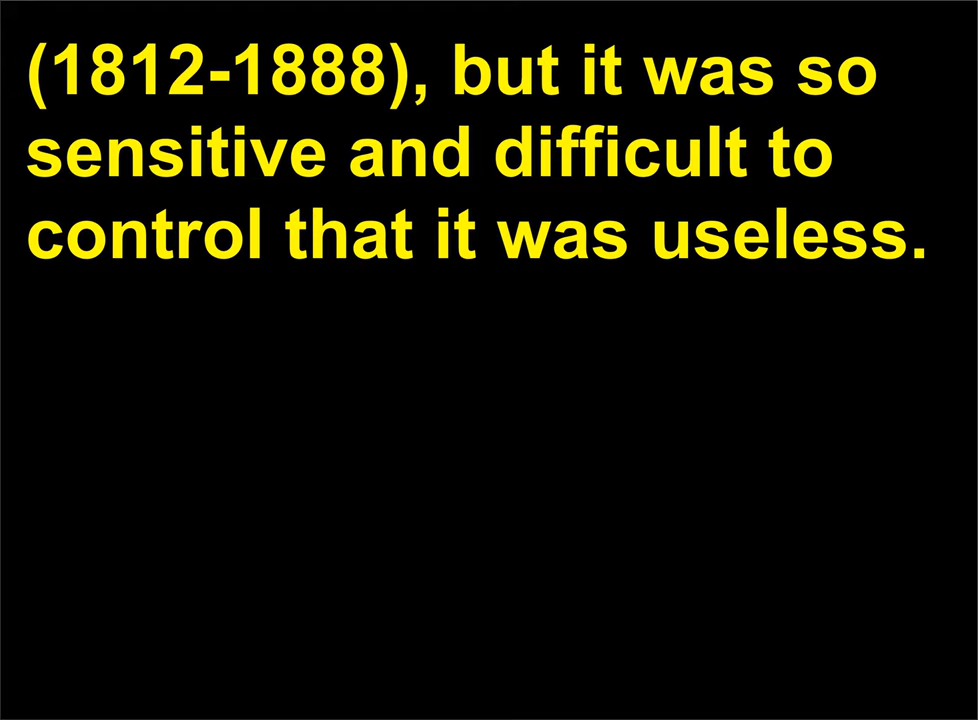 (1812-1888), but it was so
sensitive and difficult to
control that it was useless.